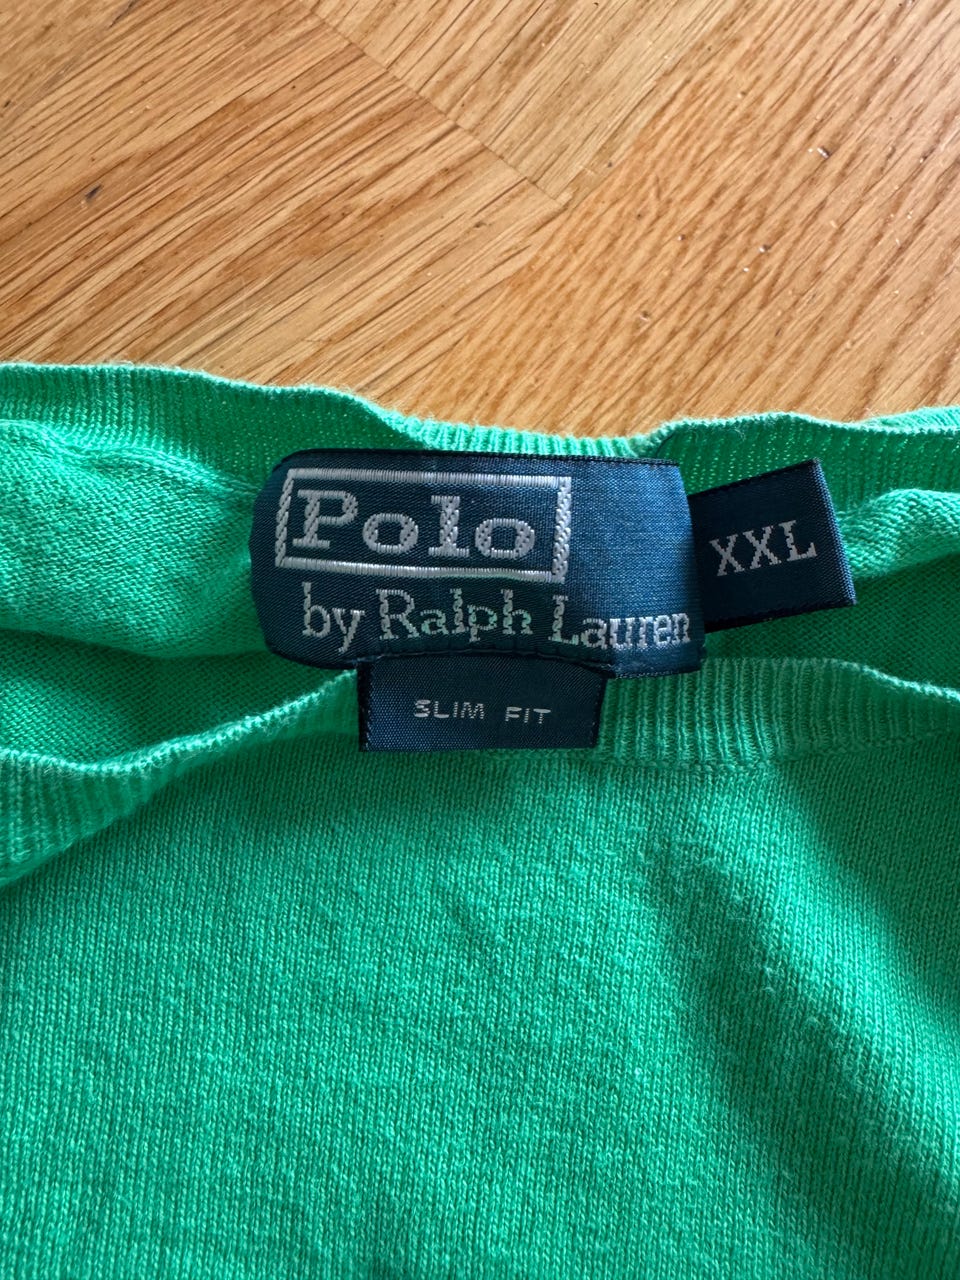 Polo
by Ralph Lauren
XXL
SLIM FIT